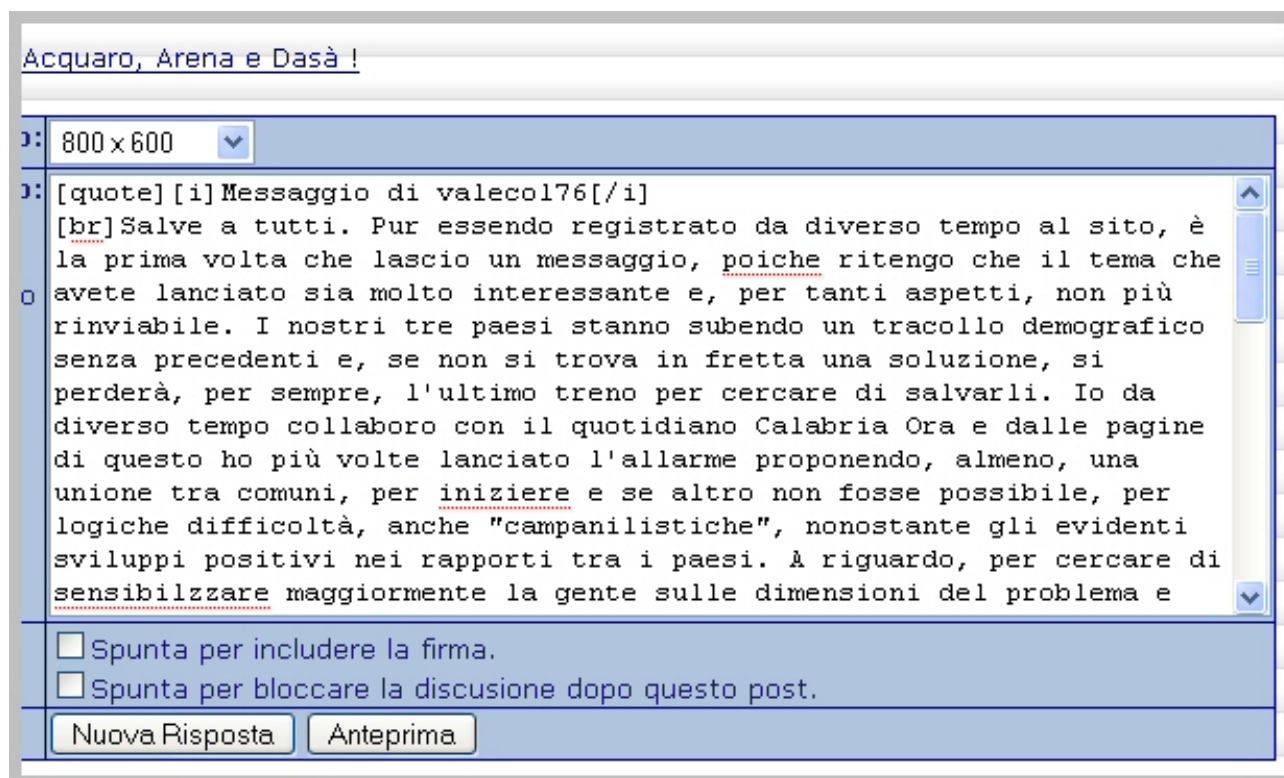 Acquaro, Arena e Dasà !
o:
800 x 600
o:
[quote][i]Messaggio di valecol76[/i]
[br]Salve a tutti. Pur essendo registrato da diverso tempo al sito, è
la prima volta che lascio un messaggio, poiche ritengo che il tema che
avete lanciato sia molto interessante e, per tanti aspetti, non più
rinviabile. I nostri tre paesi stanno subendo un tracollo demografico
senza precedenti e, se non si trova in fretta una soluzione, si
perderà, per sempre, l'ultimo treno per cercare di salvarli. Io da
diverso tempo collaboro con il quotidiano Calabria Ora e dalle pagine
di questo ho più volte lanciato l'allarme proponendo, almeno, una
unione tra comuni, per iniziere e se altro non fosse possibile, per
logiche difficoltà, anche "campanilistiche", nonostante gli evidenti
sviluppi positivi nei rapporti tra i paesi. A riguardo, per cercare di
sensibilzzare maggiormente la gente sulle dimensioni del problema e
o
Spunta per includere la firma.
Spunta per bloccare la discusione dopo questo post.
Nuova Risposta Anteprima